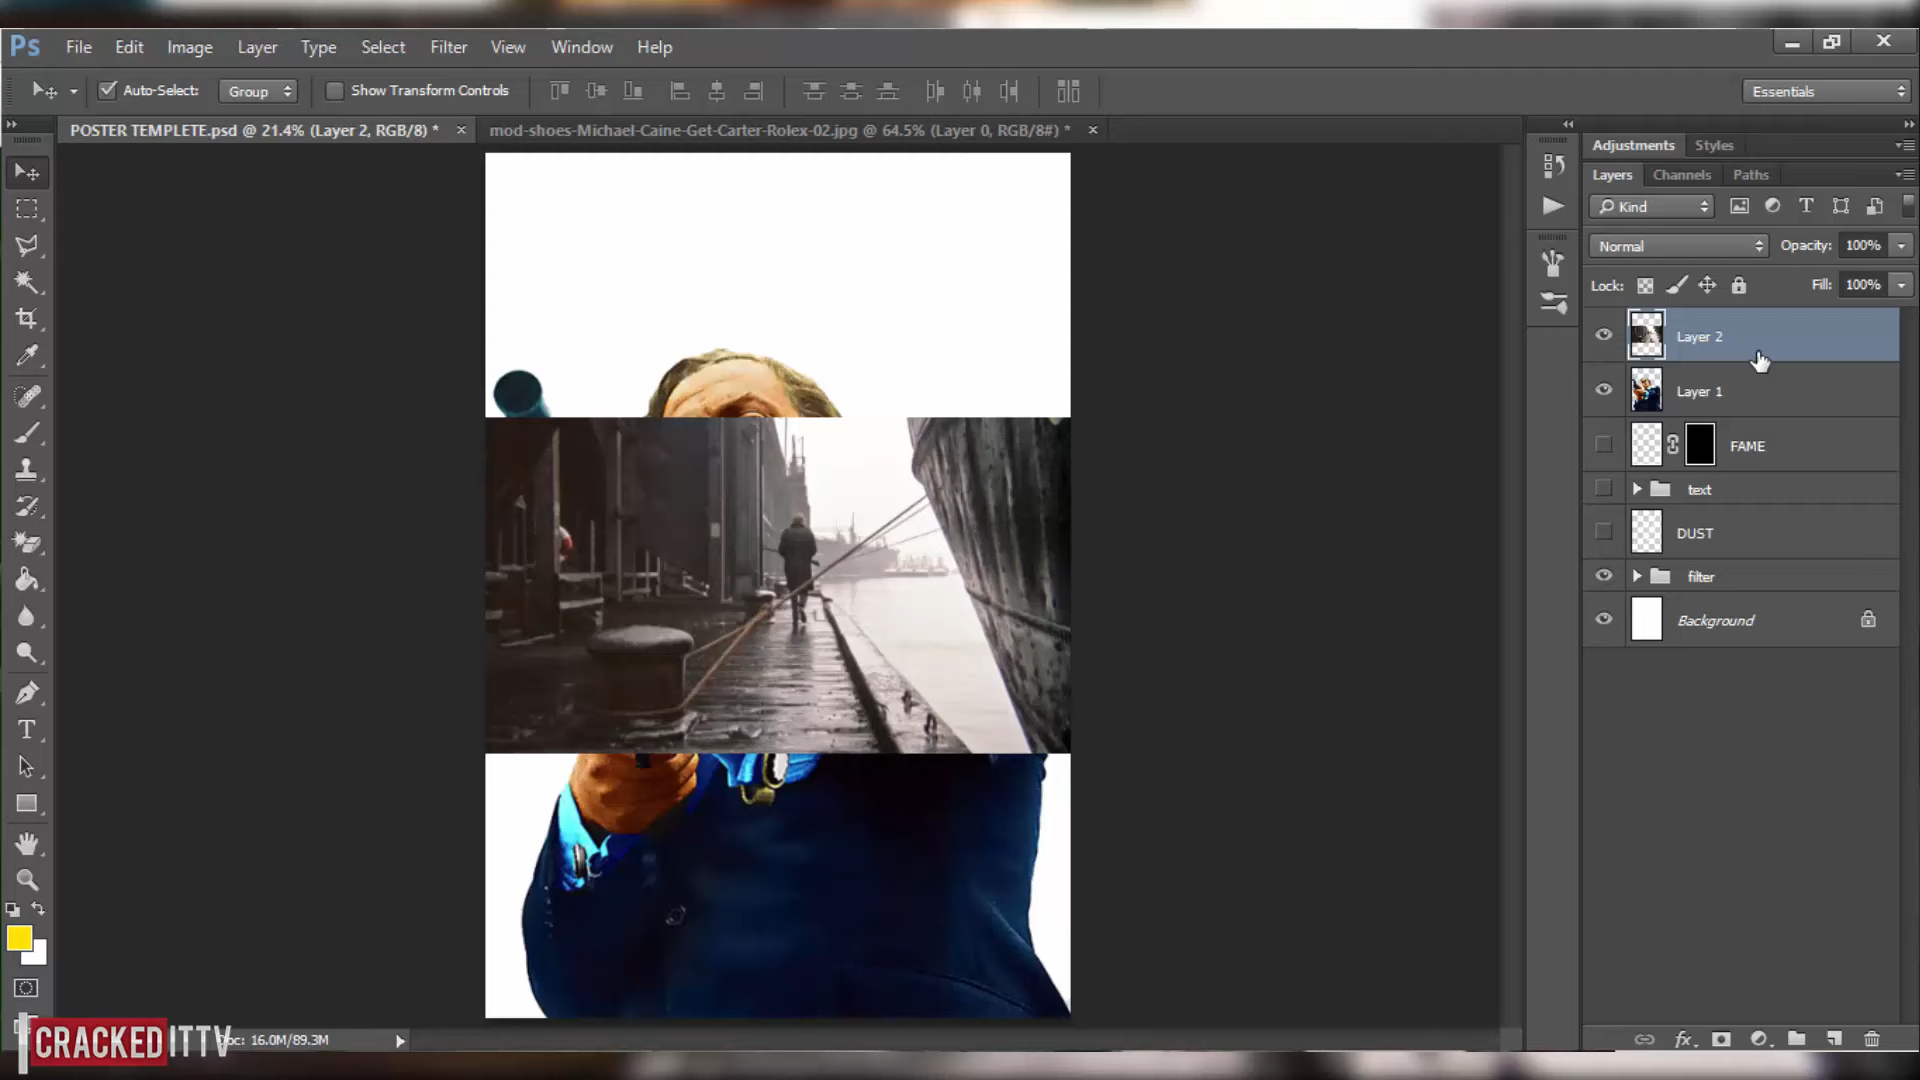 Ps File Edit Image Layer Type Select Filter View Window Help
Auto-Select: Group Show Transform Controls Essentials
POSTER TEMPLETE.psd @ 21.4% (Layer 2, RGB/8) * × mod-shoes-Michael-Caine-Get-Carter-Rolex-02.jpg @ 64.5% (Layer 0, RGB/8#) * ×
Adjustments Styles
Layers Channels Paths
Kind
Normal Opacity: 100%
Lock: Fill: 100%
Layer 2
Layer 1
FAME
text
DUST
filter
Background
CRACKEDITTV
Doc: 16.0M/89.3M